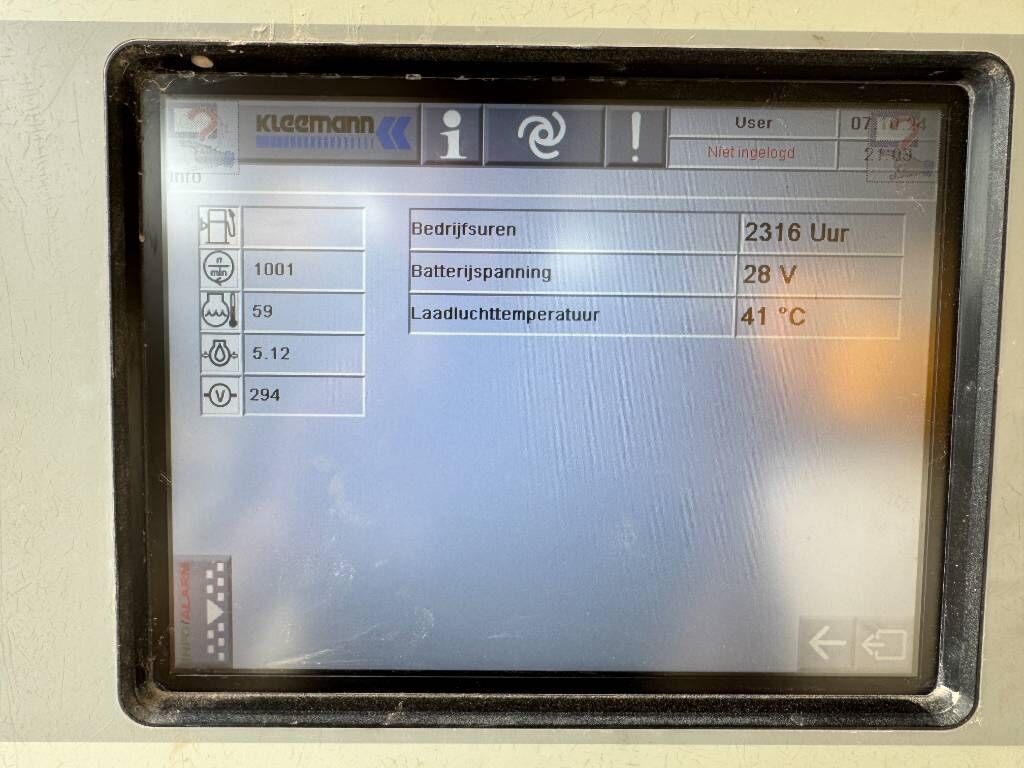 KLEEMANN
i
!
User
Niet ingelogd
Info
Bedrijfsuren 2316 Uur
Batterijspanning 28 V
Laadluchttemperatuur 41 °C
n
min
1001
59
5.12
V
294
INFO/ALARM